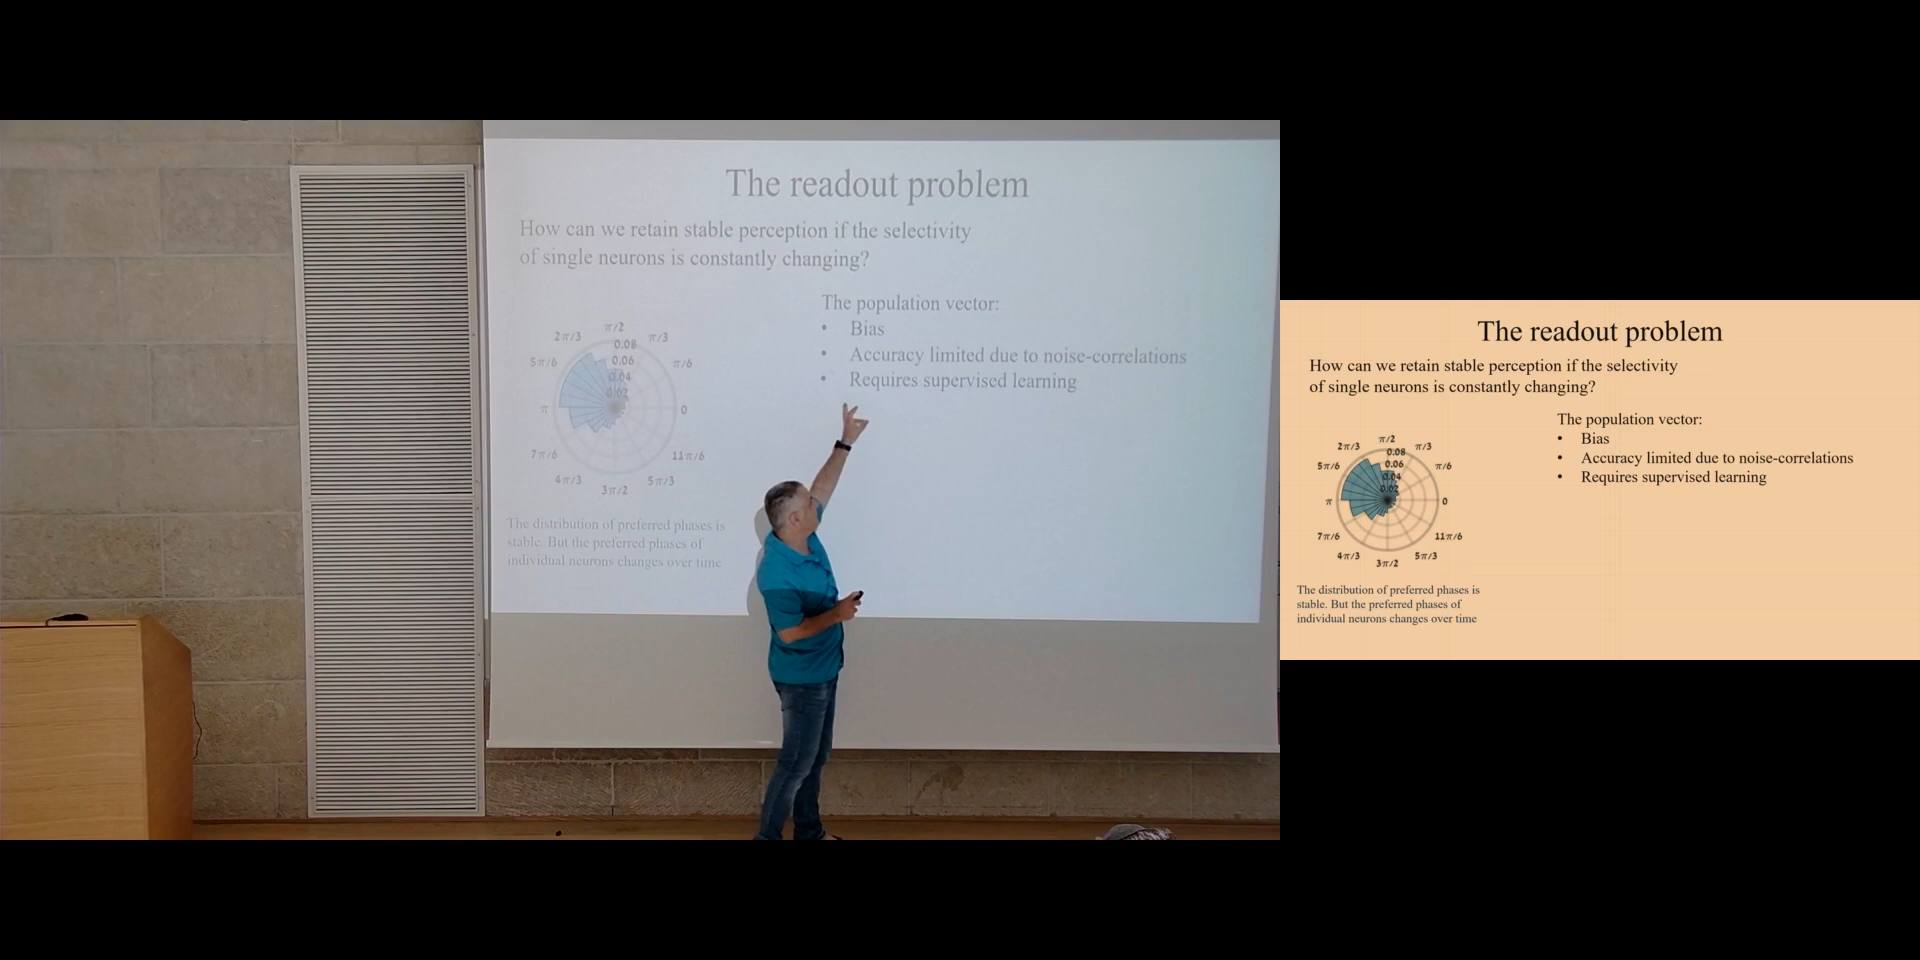 The readout problem
How can we retain stable perception if the selectivity
of single neurons is constantly changing?
The population vector:
• Bias
• Accuracy limited due to noise-correlations
• Requires supervised learning
π/2
2π/3
π/3
0.08
5π/6
0.06
π/6
0.04
0.02
π
0
7π/6
11π/6
4π/3
5π/3
3π/2
The distribution of preferred phases is
stable. But the preferred phases of
individual neurons changes over time
The readout problem
How can we retain stable perception if the selectivity
of single neurons is constantly changing?
The population vector:
• Bias
• Accuracy limited due to noise-correlations
• Requires supervised learning
π/2
2π/3
π/3
0.08
5π/6
0.06
π/6
0.04
0.02
π
0
7π/6
11π/6
4π/3
5π/3
3π/2
The distribution of preferred phases is
stable. But the preferred phases of
individual neurons changes over time